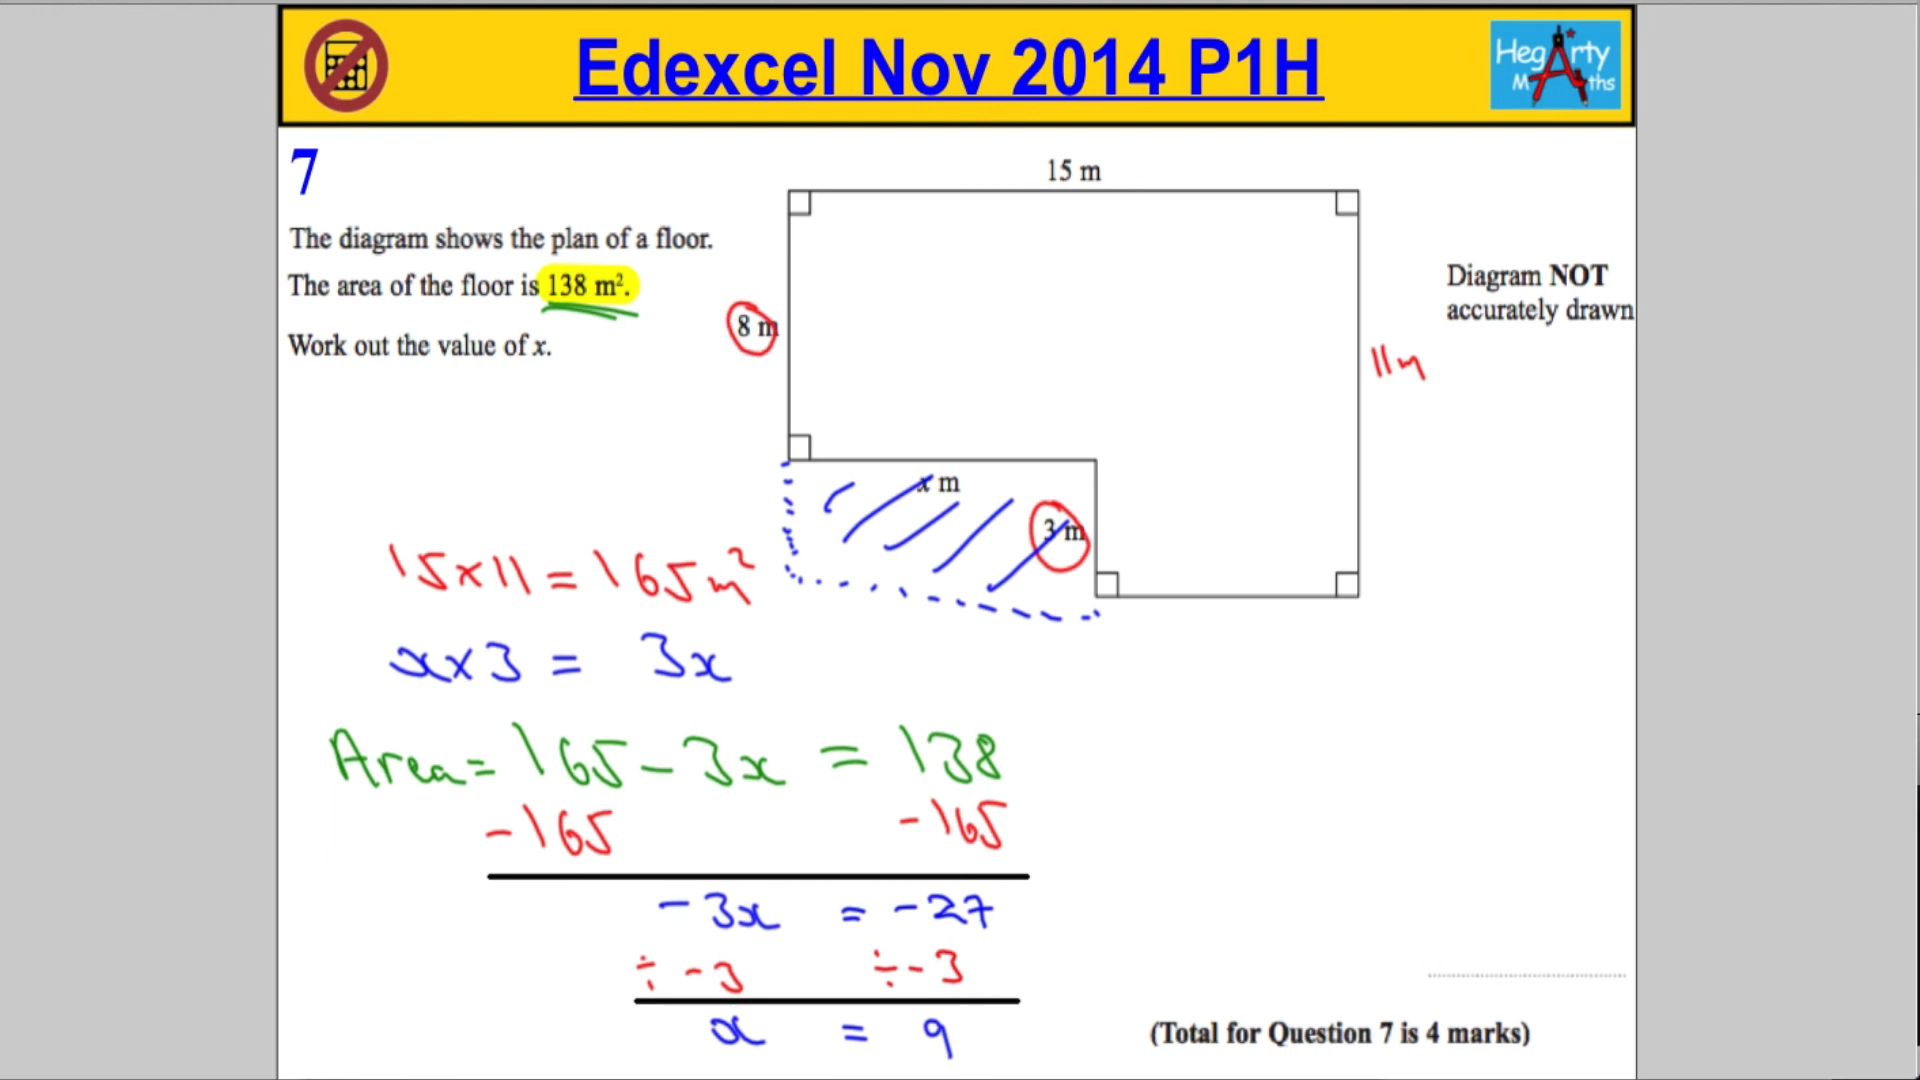 Edexcel Nov 2014 P1H
HegArty
Maths
7
15 m
The diagram shows the plan of a floor.
The area of the floor is 138 m².
Diagram NOT
accurately drawn
8 m
Work out the value of x.
11m
x m
3 m
15×11 = 165m²
x×3 = 3x
Area= 165 - 3x = 138
-165 -165
-3x = -27
÷ -3 ÷ -3
x = 9
(Total for Question 7 is 4 marks)